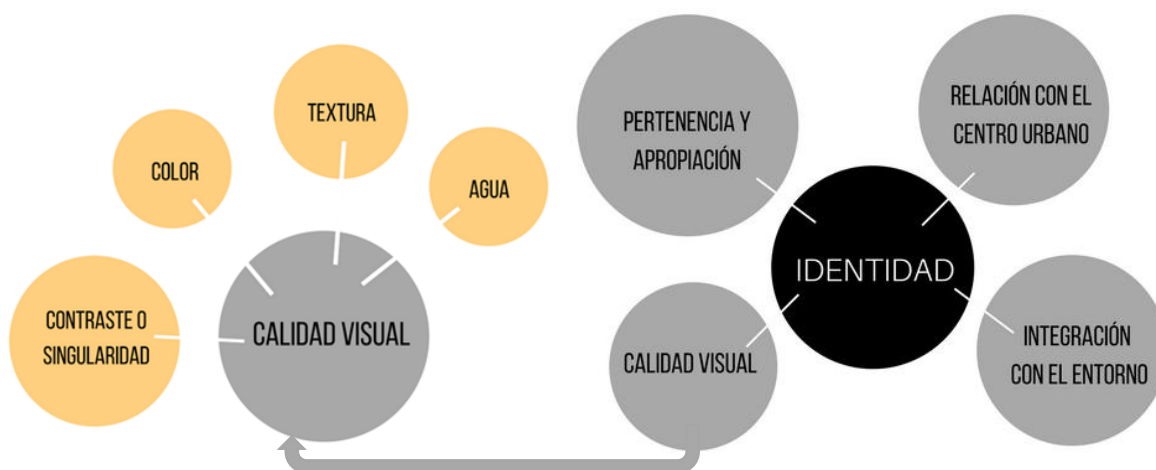 CONTRASTE O
SINGULARIDAD
COLOR
TEXTURA
AGUA
CALIDAD VISUAL
PERTENENCIA Y
APROPIACIÓN
RELACIÓN CON EL
CENTRO URBANO
IDENTIDAD
CALIDAD VISUAL
INTEGRACIÓN
CON EL ENTORNO